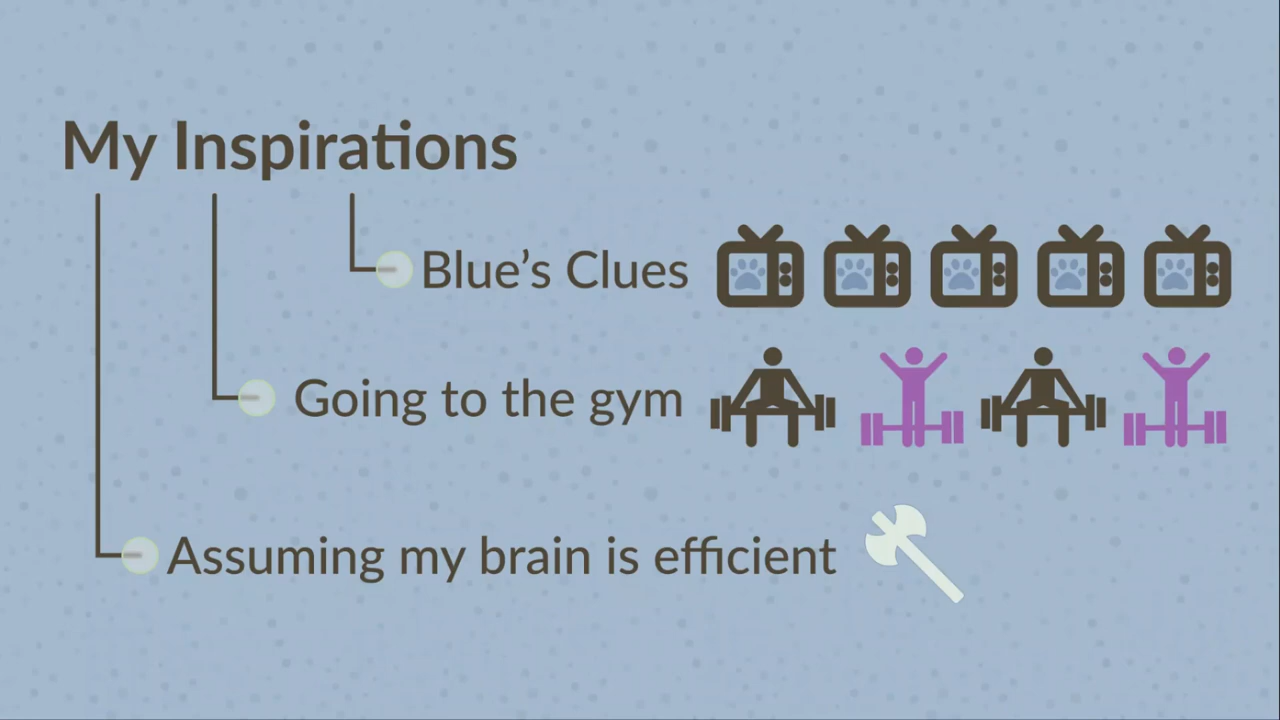 My Inspirations
Blue’s Clues
Going to the gym
Assuming my brain is efficient